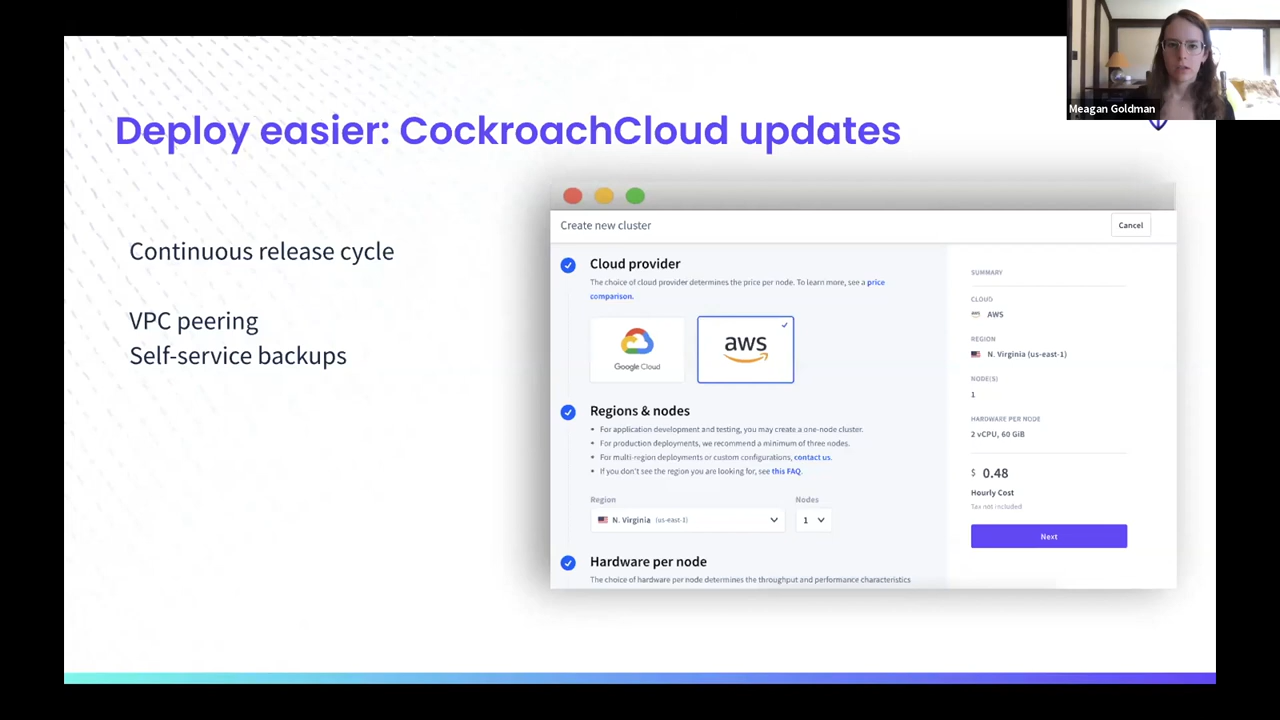 Meagan Goldman
Deploy easier: CockroachCloud updates
Continuous release cycle
VPC peering
Self-service backups
Create new cluster
Cancel
Cloud provider
The choice of cloud provider determines the price per node. To learn more, see a price
comparison.
Google Cloud
aws
Regions & nodes
• For application development and testing, you may create a one-node cluster.
• For production deployments, we recommend a minimum of three nodes.
• For multi-region deployments or custom configurations, contact us.
• If you don't see the region you are looking for, see this FAQ.
Region
Nodes
N. Virginia (us-east-1)
1
Hardware per node
The choice of hardware per node determines the throughput and performance characteristics
SUMMARY
CLOUD
aws AWS
REGION
N. Virginia (us-east-1)
NODE(S)
1
HARDWARE PER NODE
2 vCPU, 60 GiB
$ 0.48
Hourly Cost
Tax not included
Next